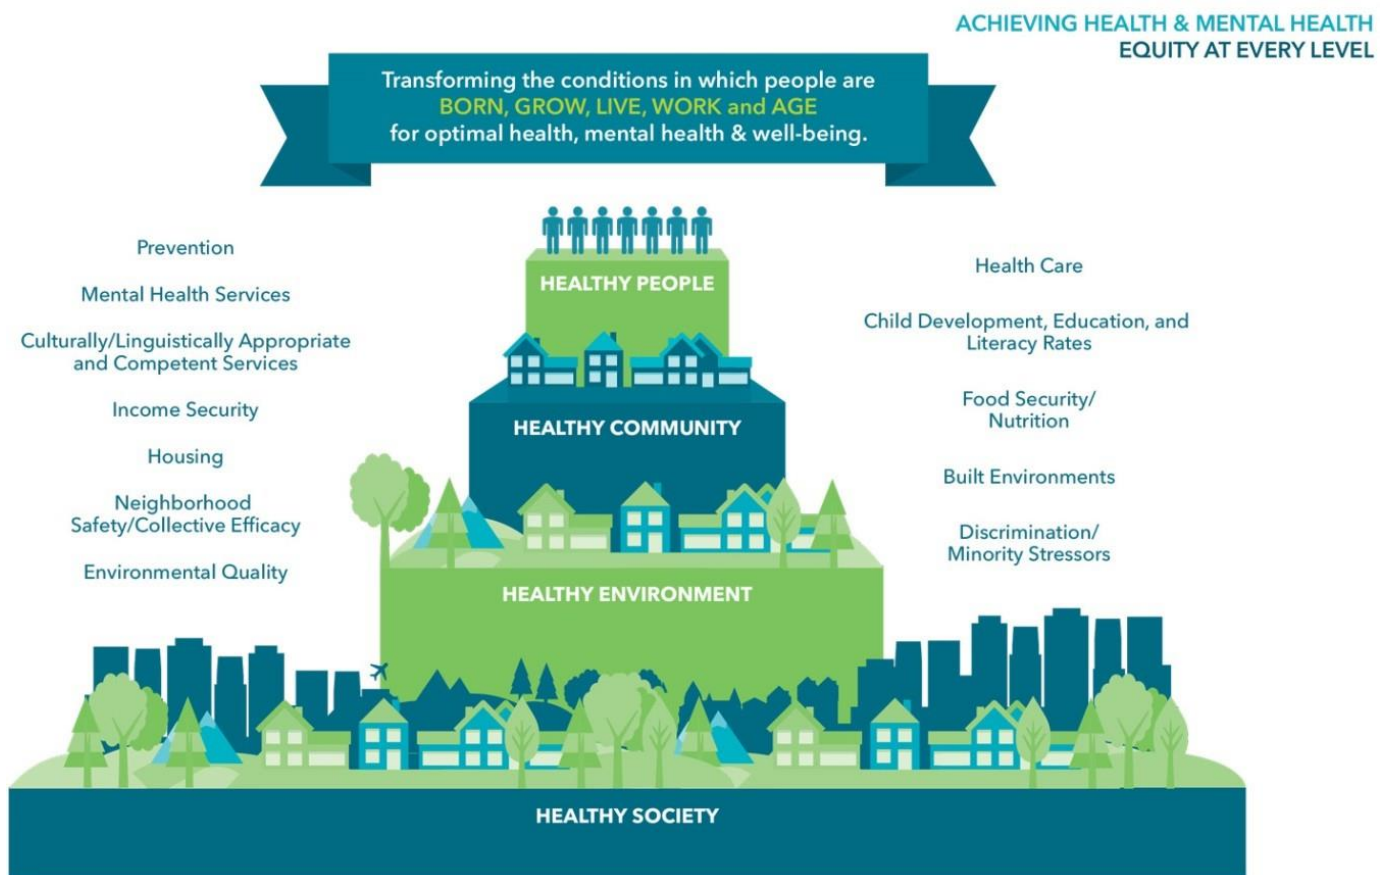 ACHIEVING HEALTH & MENTAL HEALTH
EQUITY AT EVERY LEVEL
Transforming the conditions in which people are
BORN, GROW, LIVE, WORK and AGE
for optimal health, mental health & well-being.
Prevention
Mental Health Services
Culturally/Linguistically Appropriate
and Competent Services
Income Security
Housing
Neighborhood
Safety/Collective Efficacy
Environmental Quality
HEALTHY PEOPLE
HEALTHY COMMUNITY
HEALTHY ENVIRONMENT
HEALTHY SOCIETY
Health Care
Child Development, Education, and
Literacy Rates
Food Security/
Nutrition
Built Environments
Discrimination/
Minority Stressors